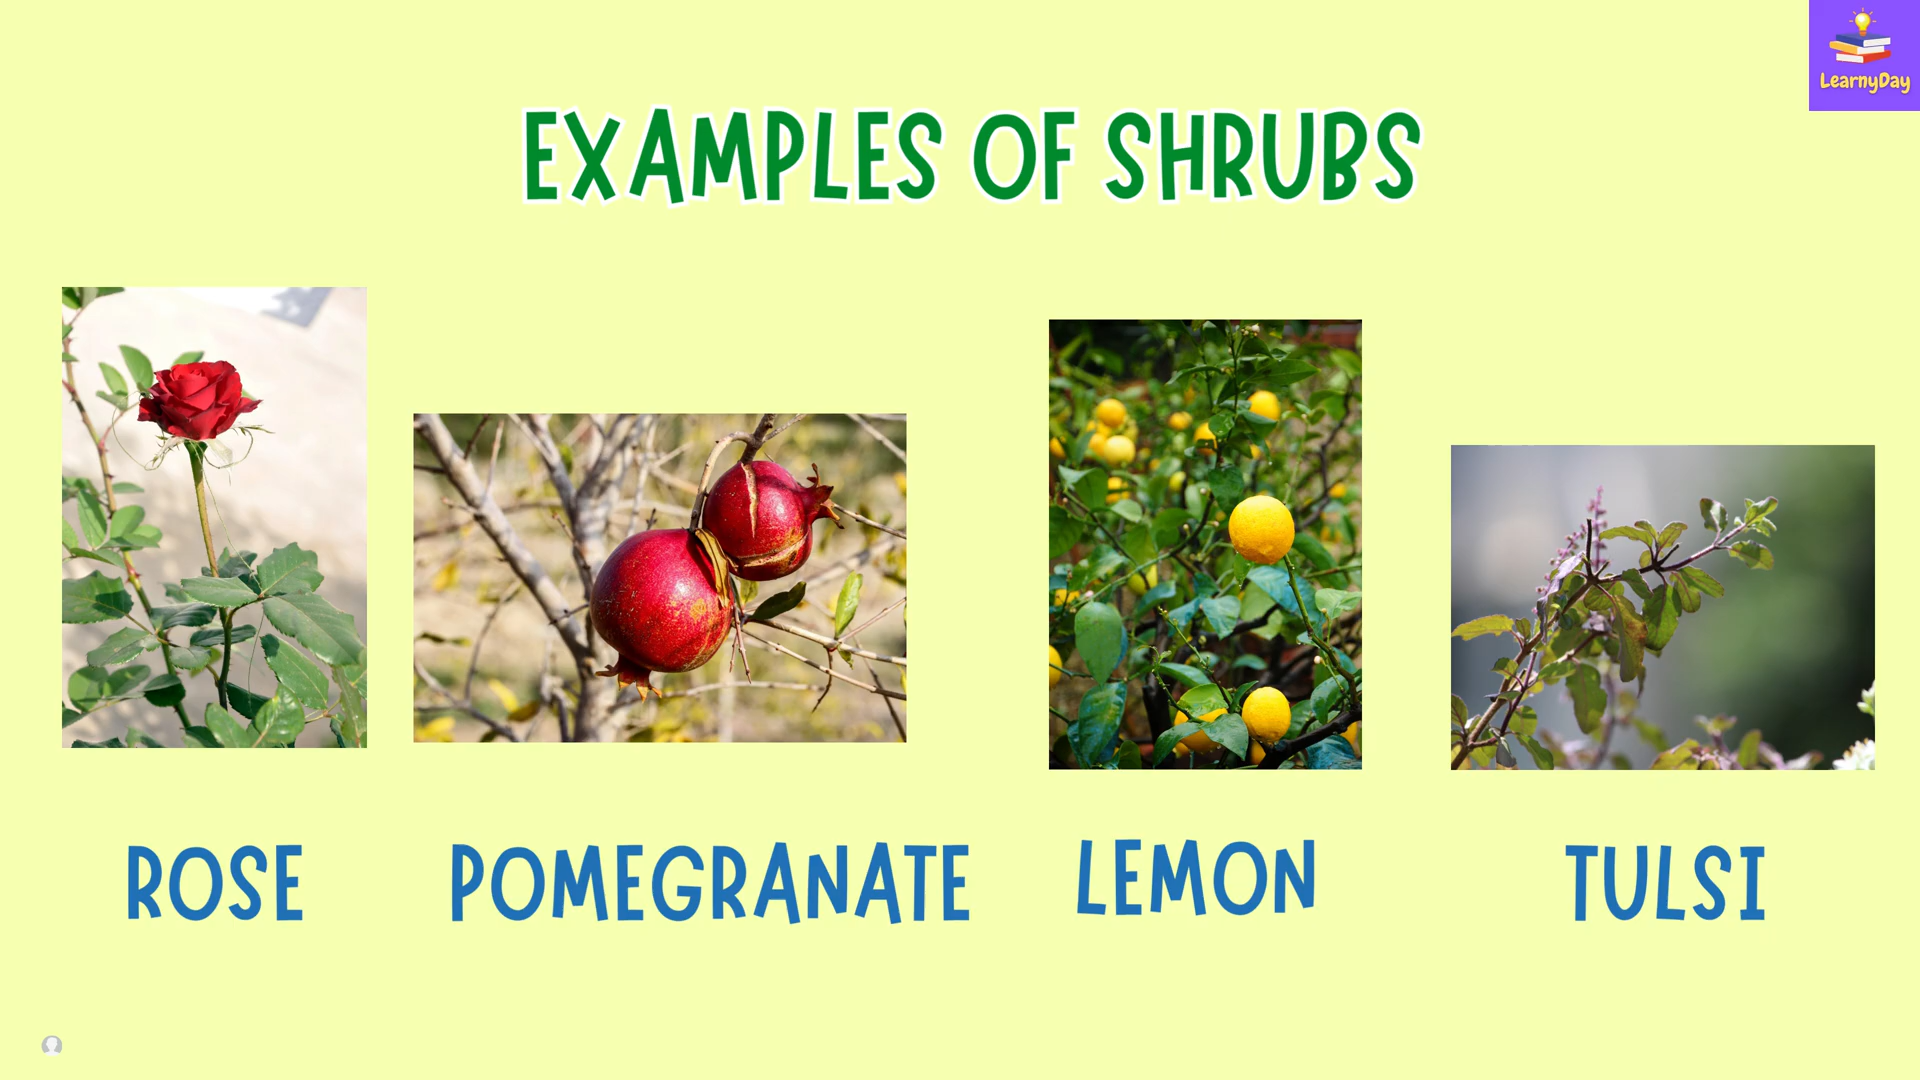 LearnyDay
EXAMPLES OF SHRUBS
ROSE
POMEGRANATE
LEMON
TULSI